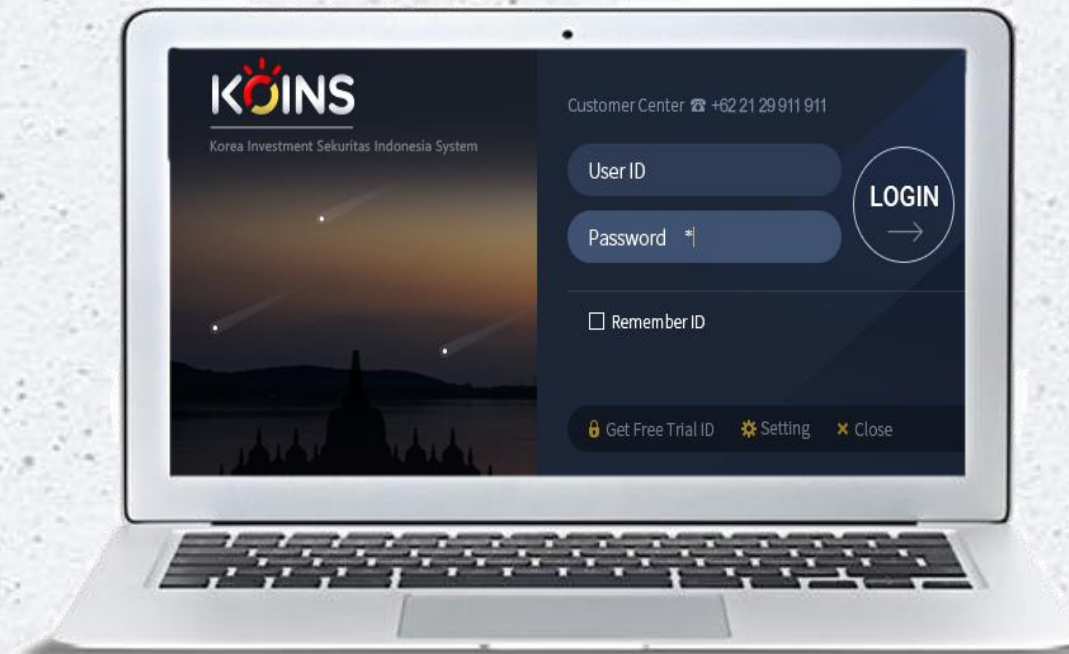 KÖINS
Korea Investment Sekuritas Indonesia System
Customer Center ☎ +62 21 29 911 911
User ID
Password *
LOGIN
Remember ID
Get Free Trial ID Setting Close